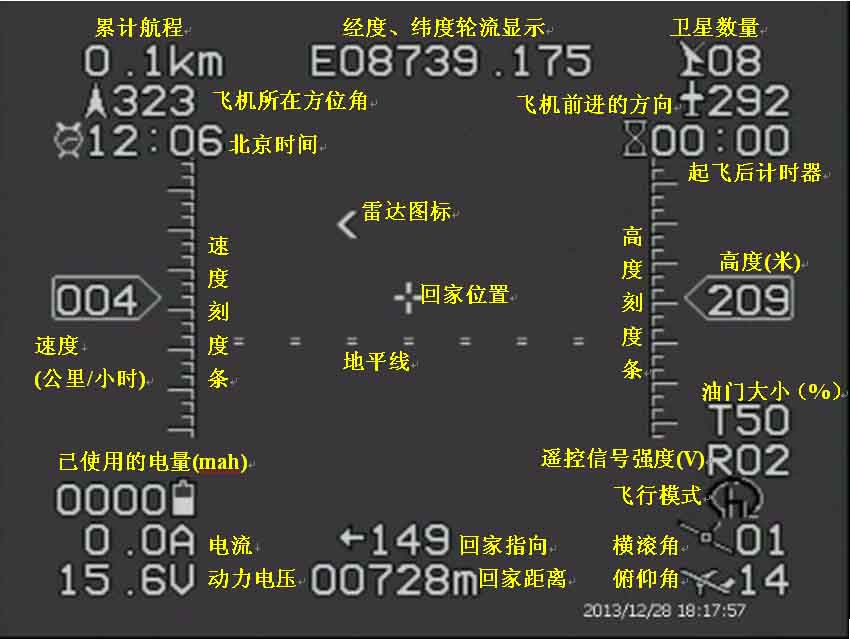 累计航程 经度、纬度轮流显示 卫星数量
0.1km E08739.175 08
323 飞机所在方位角 飞机前进的方向 292
12:06 北京时间 00:00
起飞后计时器
雷达图标
速度刻度条 高度刻度条
高度(米)
004 回家位置 209
速度
(公里/小时)
地平线
油门大小（%）
T50
已使用的电量(mah) 遥控信号强度(V) R02
0000 飞行模式 H
0.0A 电流 149 回家指向 横滚角 01
15.6V 动力电压 00728m 回家距离 俯仰角 14
2013/12/28 18:17:57